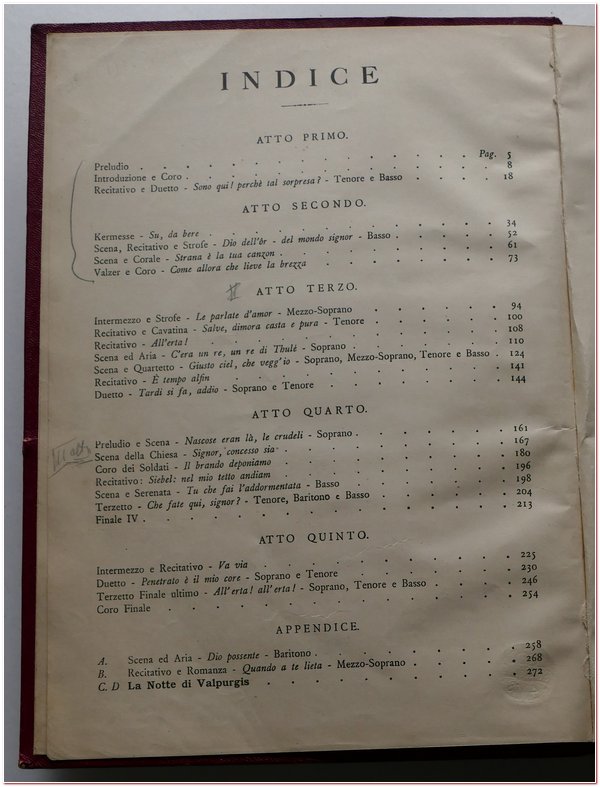 INDICE
ATTO PRIMO.
Pag.
Preludio . . . . . . . . . . . 5
Introduzione e Coro . . . . . . . . . . . 8
Recitativo e Duetto - Sono qui! perchè tal sorpresa? - Tenore e Basso . . . . 18
ATTO SECONDO.
Kermesse - Su, da bere . . . . . . . . . . 34
Scena, Recitativo e Strofe - Dio dell'ôr - del mondo signor - Basso . . . . 52
Scena e Corale - Strana è la tua canzon . . . . . . . 61
Valzer e Coro - Come allora che lieve la brezza . . . . . . 73
II
ATTO TERZO.
Intermezzo e Strofe - Le parlate d'amor - Mezzo-Soprano . . . . . 94
Recitativo e Cavatina - Salve, dimora casta e pura - Tenore . . . . . 100
Recitativo - All'erta! . . . . . . . . . . 108
Scena ed Aria - C'era un re, un re di Thulé - Soprano . . . . . 110
Scena e Quartetto - Giusto ciel, che vegg'io - Soprano, Mezzo-Soprano, Tenore e Basso . 124
Recitativo - È tempo alfin . . . . . . . . . 141
Duetto - Tardi si fa, addio - Soprano e Tenore . . . . . . 144
ATTO QUARTO.
III atto
Preludio e Scena - Nascose eran là, le crudeli - Soprano . . . . . 161
Scena della Chiesa - Signor, concesso sia . . . . . . . 167
Coro dei Soldati - Il brando deponiamo . . . . . . . 180
Recitativo: Siebel: nel mio tetto andiam . . . . . . . 196
Scena e Serenata - Tu che fai l'addormentata - Basso . . . . . 198
Terzetto - Che fate qui, signor? - Tenore, Baritono e Basso . . . . 204
Finale IV . . . . . . . . . . . 213
ATTO QUINTO.
Intermezzo e Recitativo - Va via . . . . . . . . 225
Duetto - Penetrato è il mio core - Soprano e Tenore . . . . . 230
Terzetto Finale ultimo - All'erta! all'erta! - Soprano, Tenore e Basso . . . 246
Coro Finale . . . . . . . . . . . 254
APPENDICE.
A. Scena ed Aria - Dio possente - Baritono . . . . . . 258
B. Recitativo e Romanza - Quando a te lieta - Mezzo-Soprano . . . . 268
C. D La Notte di Valpurgis . . . . . . . . 272